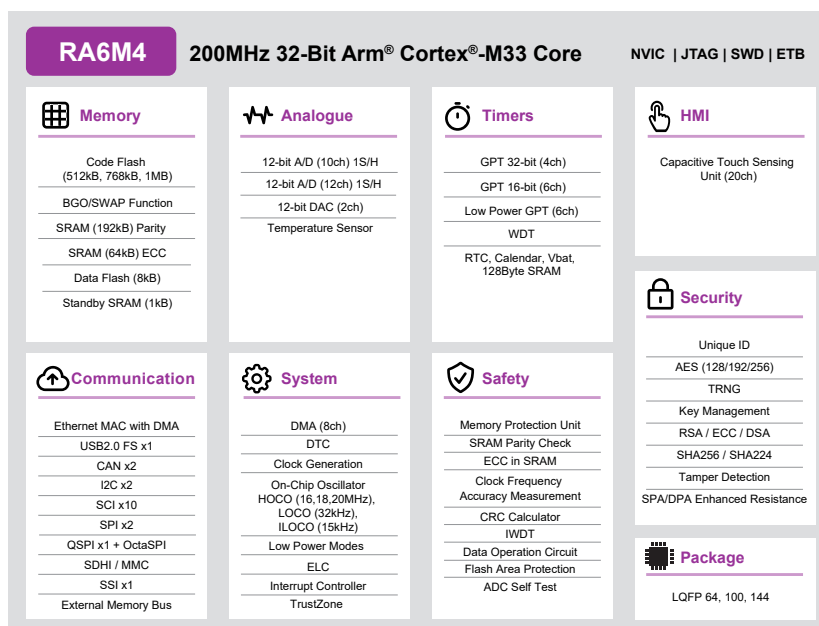 RA6M4
200MHz 32-Bit Arm® Cortex®-M33 Core
NVIC | JTAG | SWD | ETB
Memory
Code Flash
(512kB, 768kB, 1MB)
BGO/SWAP Function
SRAM (192kB) Parity
SRAM (64kB) ECC
Data Flash (8kB)
Standby SRAM (1kB)
Analogue
12-bit A/D (10ch) 1S/H
12-bit A/D (12ch) 1S/H
12-bit DAC (2ch)
Temperature Sensor
Timers
GPT 32-bit (4ch)
GPT 16-bit (6ch)
Low Power GPT (6ch)
WDT
RTC, Calendar, Vbat,
128Byte SRAM
HMI
Capacitive Touch Sensing
Unit (20ch)
Communication
Ethernet MAC with DMA
USB2.0 FS x1
CAN x2
I2C x2
SCI x10
SPI x2
QSPI x1 + OctaSPI
SDHI / MMC
SSI x1
External Memory Bus
System
DMA (8ch)
DTC
Clock Generation
On-Chip Oscillator
HOCO (16,18,20MHz),
LOCO (32kHz),
ILOCO (15kHz)
Low Power Modes
ELC
Interrupt Controller
TrustZone
Safety
Memory Protection Unit
SRAM Parity Check
ECC in SRAM
Clock Frequency
Accuracy Measurement
CRC Calculator
IWDT
Data Operation Circuit
Flash Area Protection
ADC Self Test
Security
Unique ID
AES (128/192/256)
TRNG
Key Management
RSA / ECC / DSA
SHA256 / SHA224
Tamper Detection
SPA/DPA Enhanced Resistance
Package
LQFP 64, 100, 144